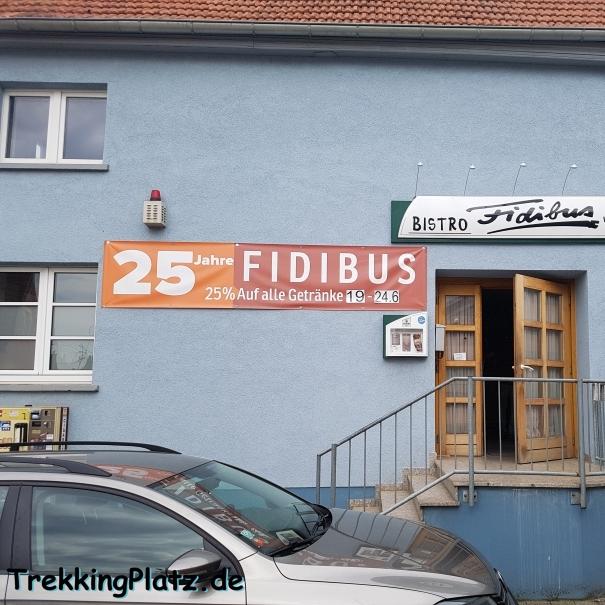 BISTRO Fidibus
25 Jahre FIDIBUS
25% Auf alle Getränke 19-24.6
TrekkingPlatz.de